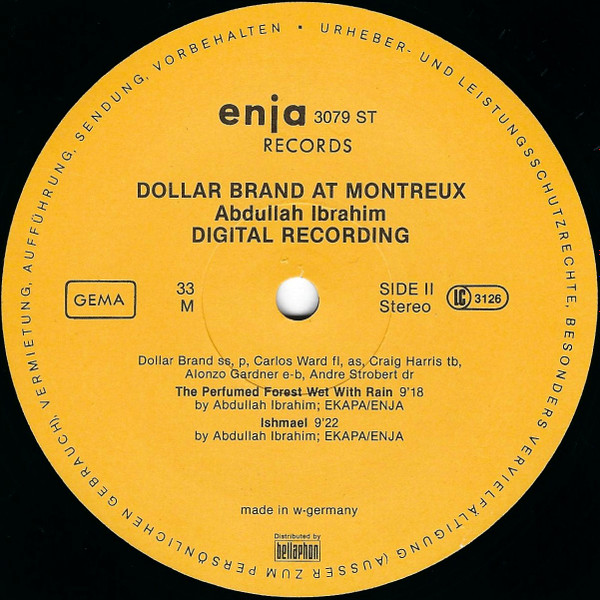 URHEBER- UND LEISTUNGSSCHUTZRECHTE, BESONDERS VERVIELFÄLTIGUNG (AUSSER ZUM PERSÖNLICHEN GEBRAUCH), VERMIETUNG, AUFFÜHRUNG, SENDUNG, VORBEHALTEN •
enja 3079 ST
RECORDS
DOLLAR BRAND AT MONTREUX
Abdullah Ibrahim
DIGITAL RECORDING
GEMA
33
M
SIDE II
Stereo
LC 3126
Dollar Brand ss, p, Carlos Ward fl, as, Craig Harris tb,
Alonzo Gardner e-b, Andre Strobert dr
The Perfumed Forest Wet With Rain 9'18
by Abdullah Ibrahim; EKAPA/ENJA
Ishmael 9'22
by Abdullah Ibrahim; EKAPA/ENJA
made in w-germany
Distributed by
bellaphon